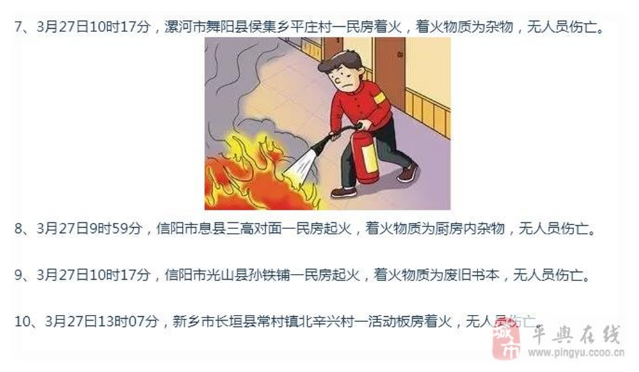 7、3月27日10时17分，漯河市舞阳县侯集乡平庄村一民房着火，着火物质为杂物，无人员伤亡。
8、3月27日9时59分，信阳市息县三高对面一民房起火，着火物质为厨房内杂物，无人员伤亡。
9、3月27日10时17分，信阳市光山县孙铁铺一民房起火，着火物质为废旧书本，无人员伤亡。
10、3月27日13时07分，新乡市长垣县常村镇北辛兴村一活动板房着火，无人员伤亡。
城市 平舆在线
www.pingyu.ccoo.cn